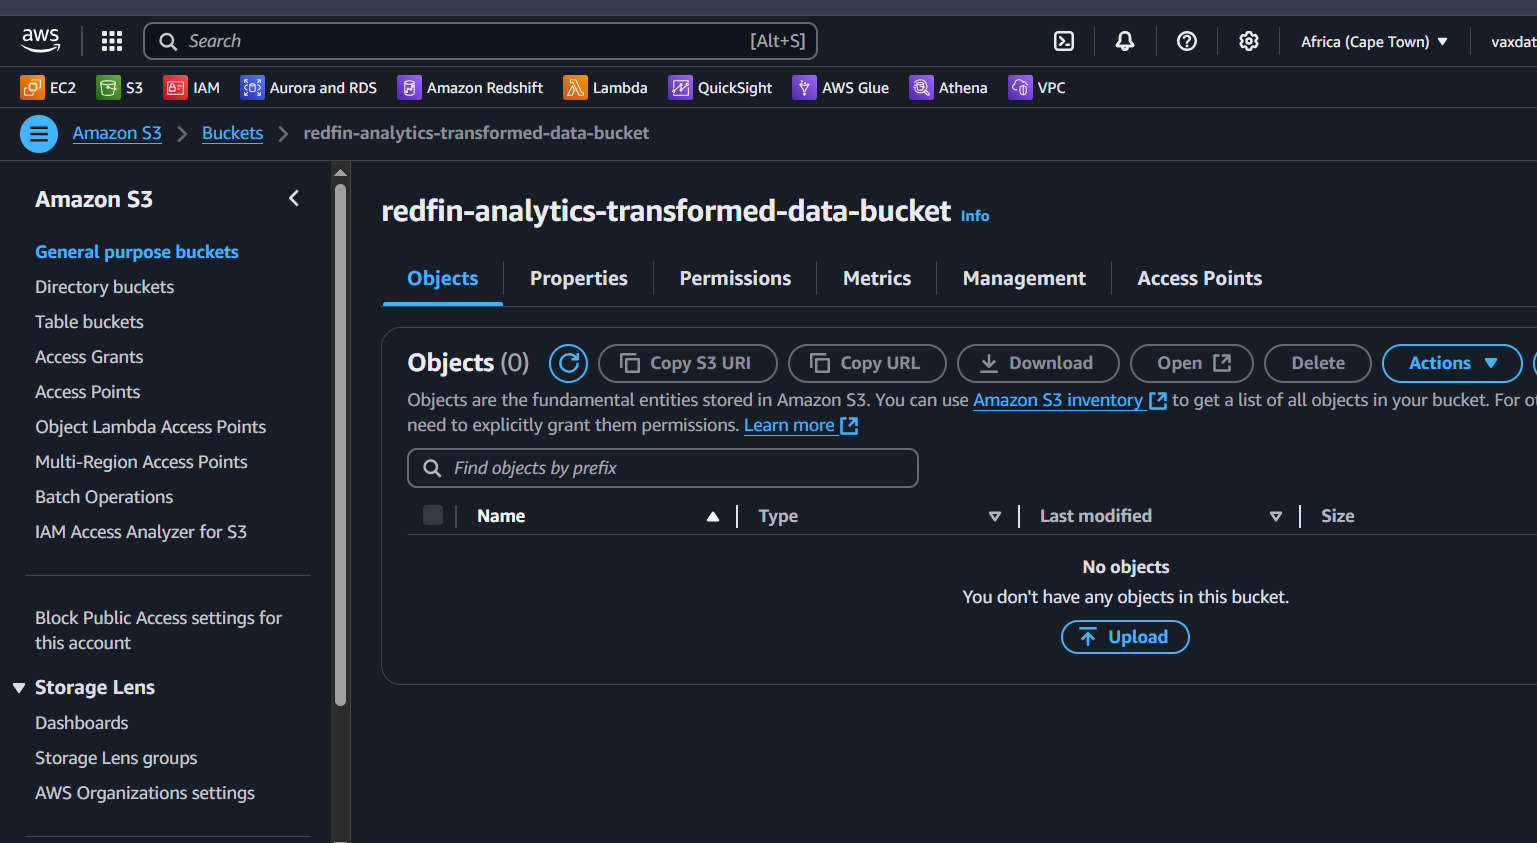 aws
Search [Alt+S]
Africa (Cape Town)
vaxdat
EC2
S3
IAM
Aurora and RDS
Amazon Redshift
Lambda
QuickSight
AWS Glue
Athena
VPC
Amazon S3
Buckets
redfin-analytics-transformed-data-bucket
Amazon S3
General purpose buckets
Directory buckets
Table buckets
Access Grants
Access Points
Object Lambda Access Points
Multi-Region Access Points
Batch Operations
IAM Access Analyzer for S3
Block Public Access settings for
this account
Storage Lens
Dashboards
Storage Lens groups
AWS Organizations settings
redfin-analytics-transformed-data-bucket Info
Objects
Properties
Permissions
Metrics
Management
Access Points
Objects (0)
Copy S3 URI
Copy URL
Download
Open
Delete
Actions
Objects are the fundamental entities stored in Amazon S3. You can use Amazon S3 inventory to get a list of all objects in your bucket. For ot
need to explicitly grant them permissions. Learn more
Find objects by prefix
Name
Type
Last modified
Size
No objects
You don't have any objects in this bucket.
Upload